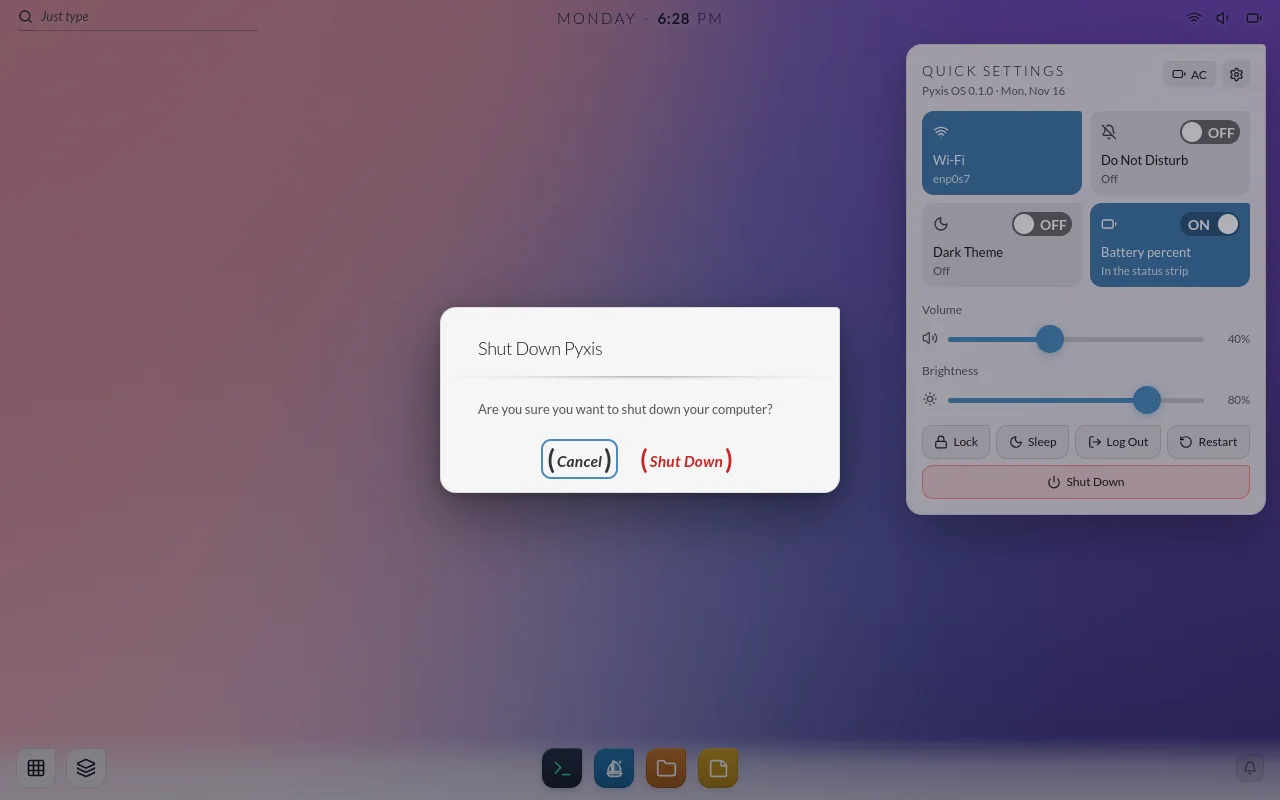 Just type
MONDAY · 6:28 PM
QUICK SETTINGS
Pyxis OS 0.1.0 · Mon, Nov 16
AC
Wi-Fi
enp0s7
OFF
Do Not Disturb
Off
OFF
Dark Theme
Off
ON
Battery percent
In the status strip
Volume
40%
Brightness
80%
Lock
Sleep
Log Out
Restart
Shut Down
Shut Down Pyxis
Are you sure you want to shut down your computer?
(Cancel) (Shut Down)